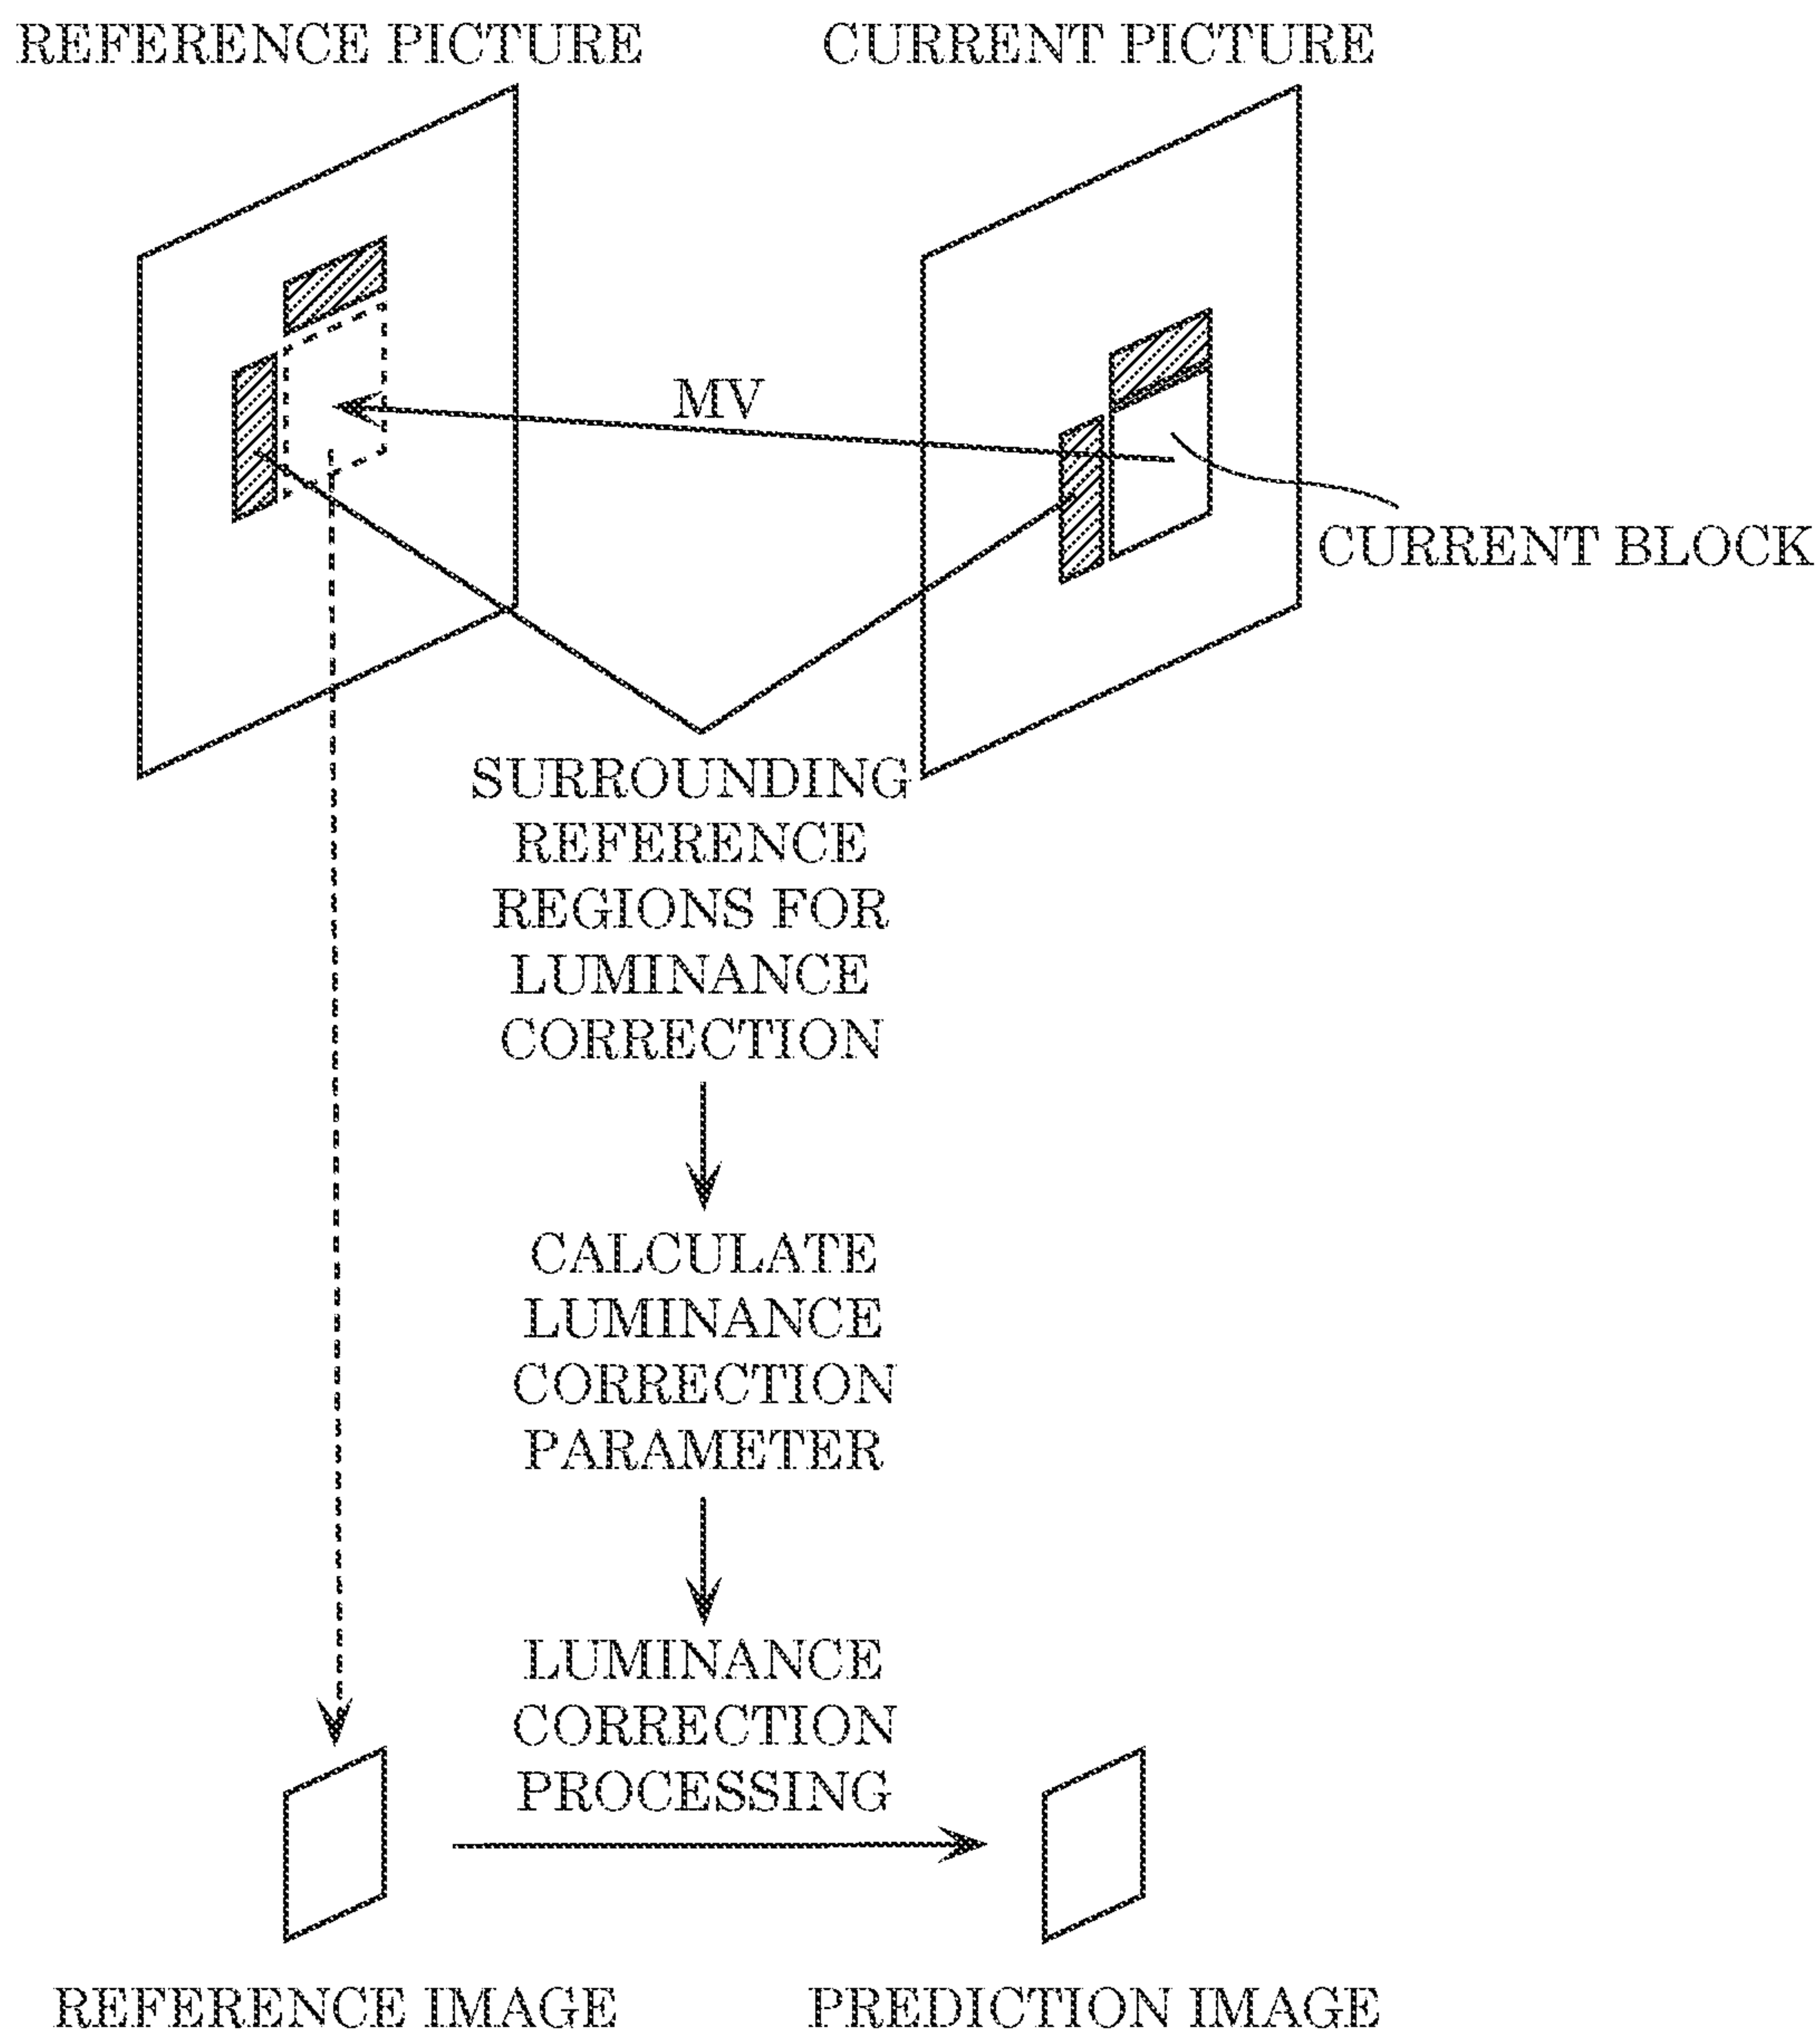 REFERENCE PICTURE
CURRENT PICTURE
MV
CURRENT BLOCK
SURROUNDING
REFERENCE
REGIONS FOR
LUMINANCE
CORRECTION
CALCULATE
LUMINANCE
CORRECTION
PARAMETER
LUMINANCE
CORRECTION
PROCESSING
REFERENCE IMAGE
PREDICTION IMAGE